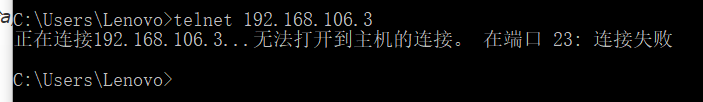 C:\Users\Lenovo>telnet 192.168.106.3
正在连接192.168.106.3...无法打开到主机的连接。 在端口 23: 连接失败
C:\Users\Lenovo>